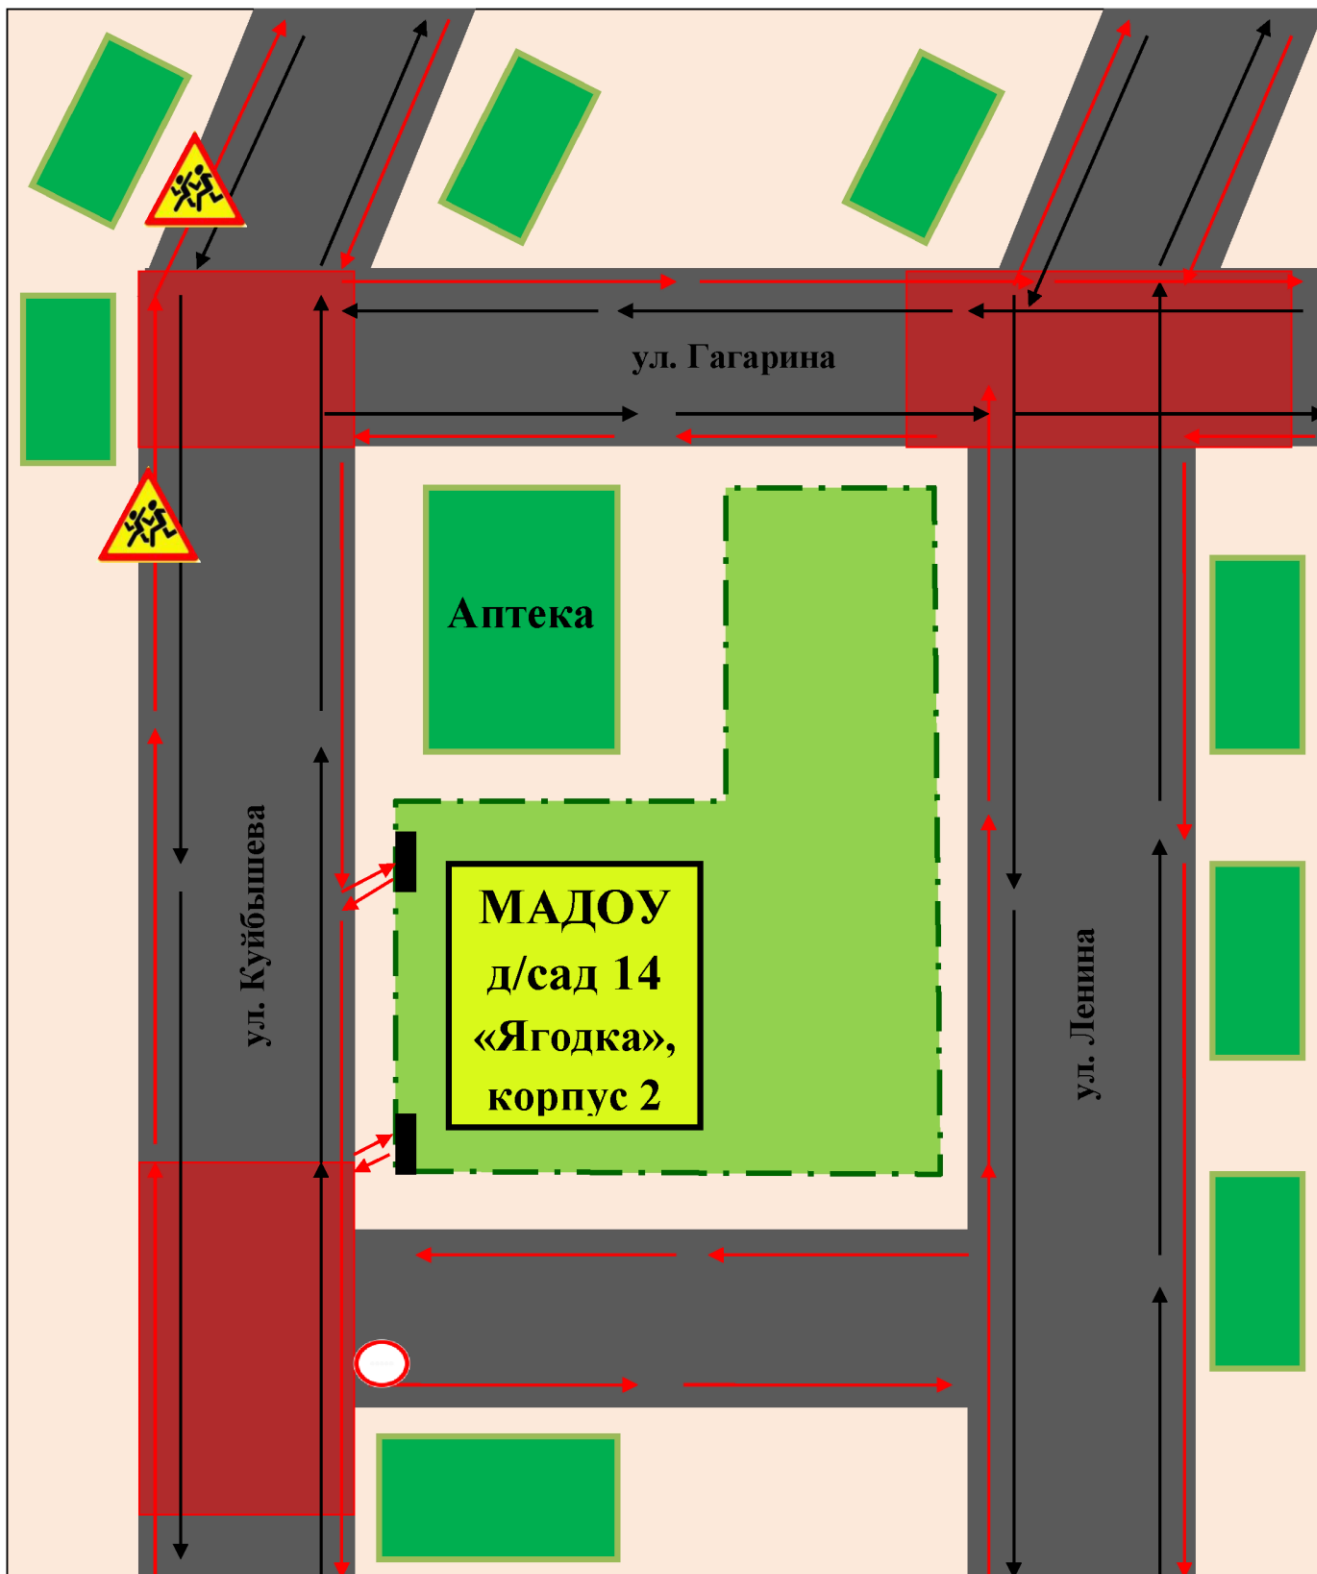 ул. Гагарина
Аптека
ул. Куйбышева
МАДОУ
д/сад 14
«Ягодка»,
корпус 2
ул. Ленина